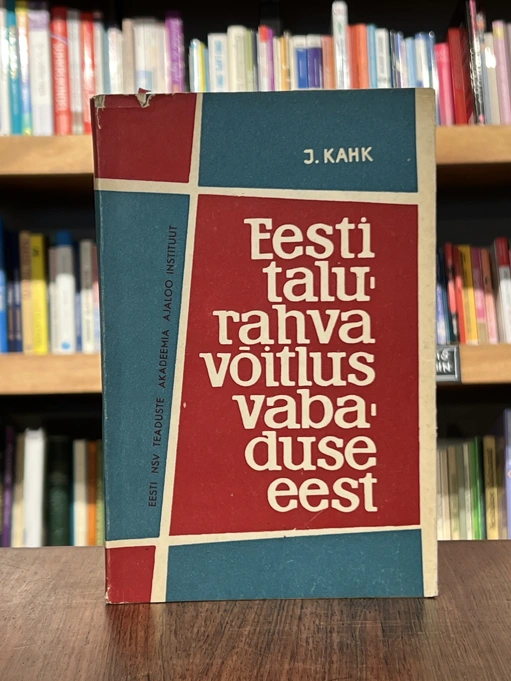 J. KAHK
Eesti
talu-
rahva
võitlus
vaba-
duse
eest
EESTI NSV TEADUSTE AKADEEMIA AJALOO INSTITUUT